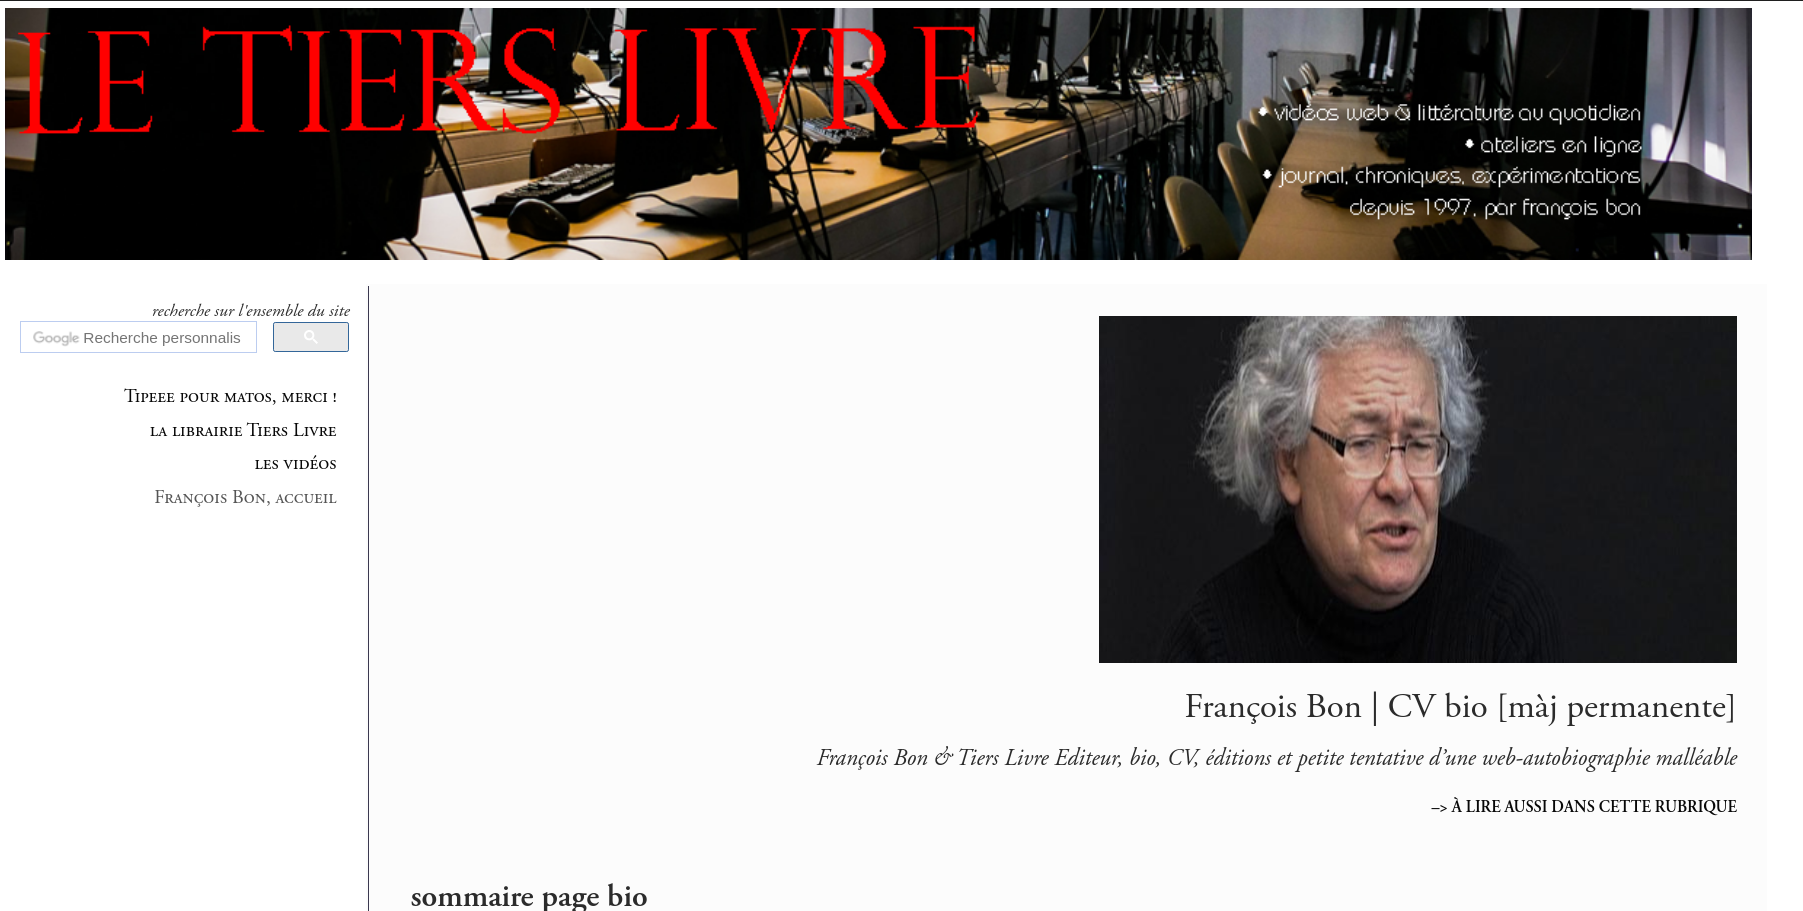 LE TIERS LIVRE
vidéos web & littérature au quotidien
ateliers en ligne
journal, chroniques, expérimentations
depuis 1997, par françois bon
recherche sur l'ensemble du site
Google Recherche personnalis
Tipeee pour matos, merci !
la librairie Tiers Livre
les vidéos
François Bon, accueil
François Bon | CV bio [màj permanente]
François Bon & Tiers Livre Editeur, bio, CV, éditions et petite tentative d’une web-autobiographie malléable
–> À LIRE AUSSI DANS CETTE RUBRIQUE
sommaire page bio